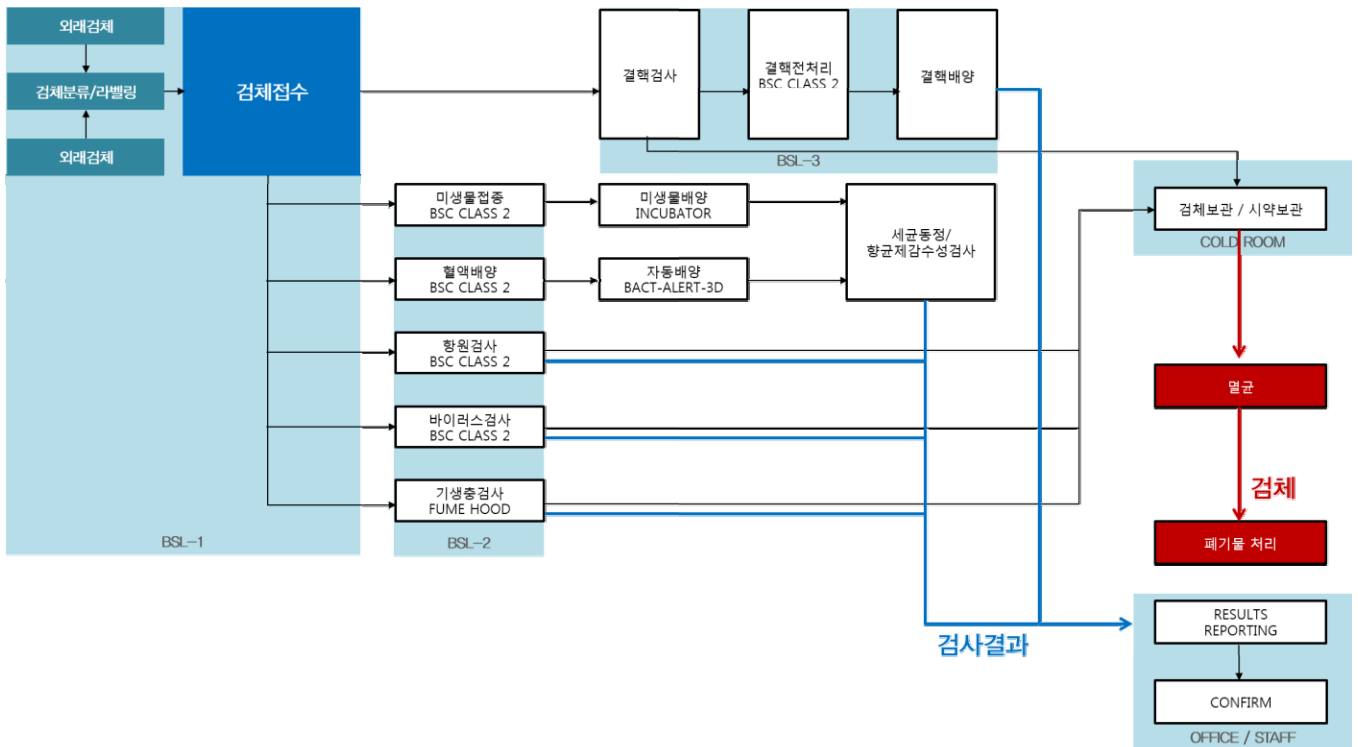 외래검체
검체분류/라벨링
외래검체
검체접수
BSL-1
결핵검사
결핵전처리
BSC CLASS 2
결핵배양
BSL-3
미생물접종
BSC CLASS 2
미생물배양
INCUBATOR
혈액배양
BSC CLASS 2
자동배양
BACT-ALERT-3D
세균동정/
향균제감수성검사
항원검사
BSC CLASS 2
바이러스검사
BSC CLASS 2
기생충검사
FUME HOOD
BSL-2
검체보관 / 시약보관
COLD ROOM
멸균
검체
폐기물 처리
검사결과
RESULTS
REPORTING
CONFIRM
OFFICE / STAFF